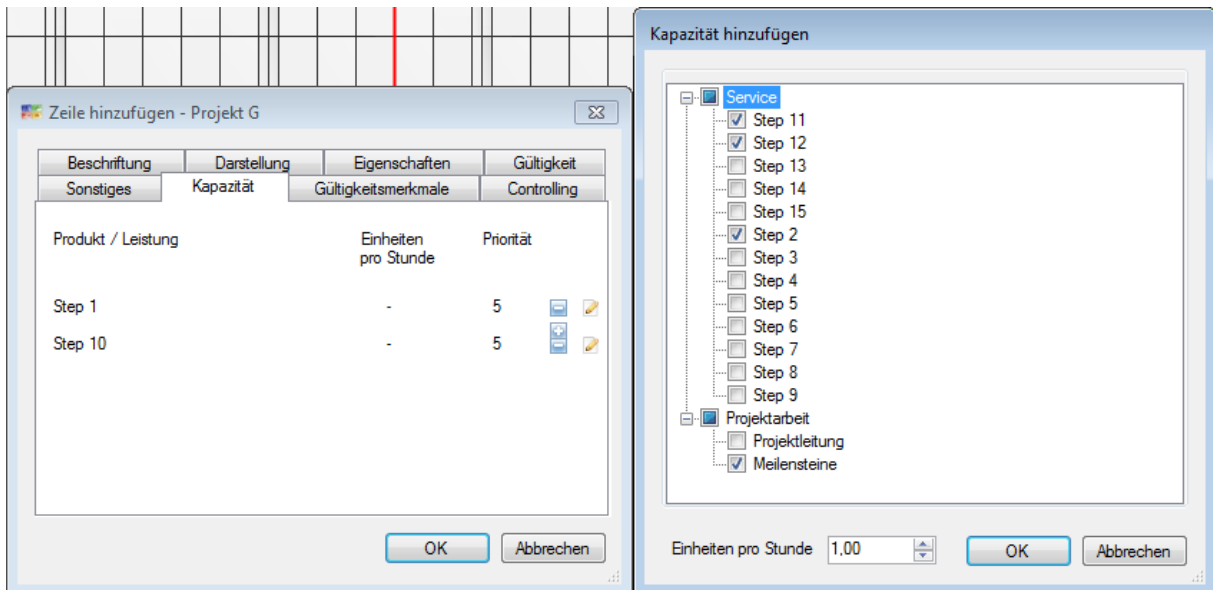 Zeile hinzufügen - Projekt G
Beschriftung Darstellung Eigenschaften Gültigkeit
Sonstiges Kapazität Gültigkeitsmerkmale Controlling
Produkt / Leistung Einheiten pro Stunde Priorität
Step 1 - 5
Step 10 - 5
OK Abbrechen
Kapazität hinzufügen
Service
Step 11
Step 12
Step 13
Step 14
Step 15
Step 2
Step 3
Step 4
Step 5
Step 6
Step 7
Step 8
Step 9
Projektarbeit
Projektleitung
Meilensteine
Einheiten pro Stunde 1,00 OK Abbrechen